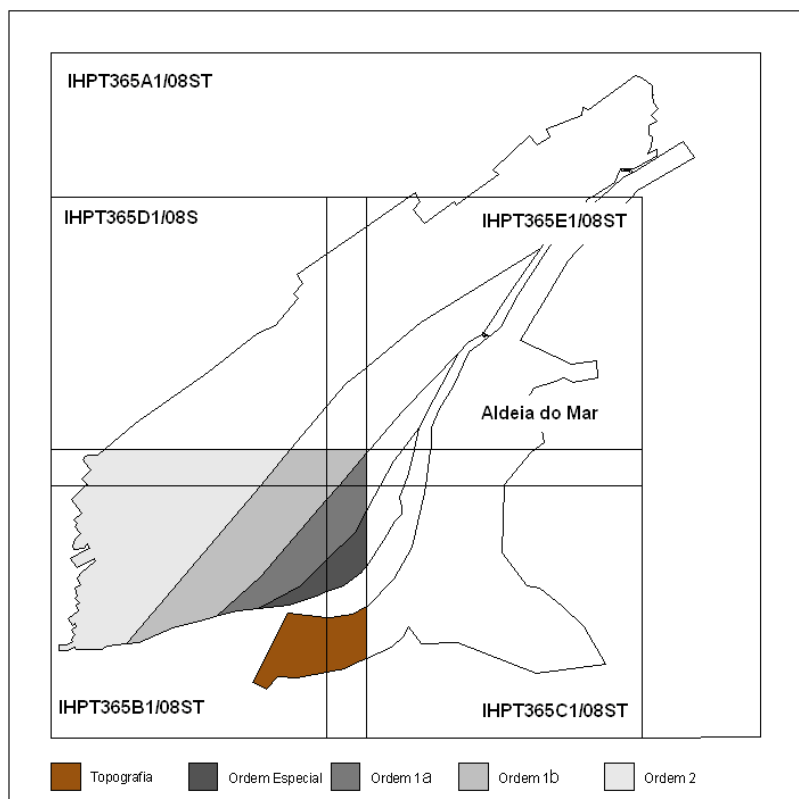 IHPT365A1/08ST
IHPT365D1/08S
IHPT365E1/08ST
Aldeia do Mar
IHPT365B1/08ST
IHPT365C1/08ST
Topografia
Ordem Especial
Ordem 1a
Ordem 1b
Ordem 2